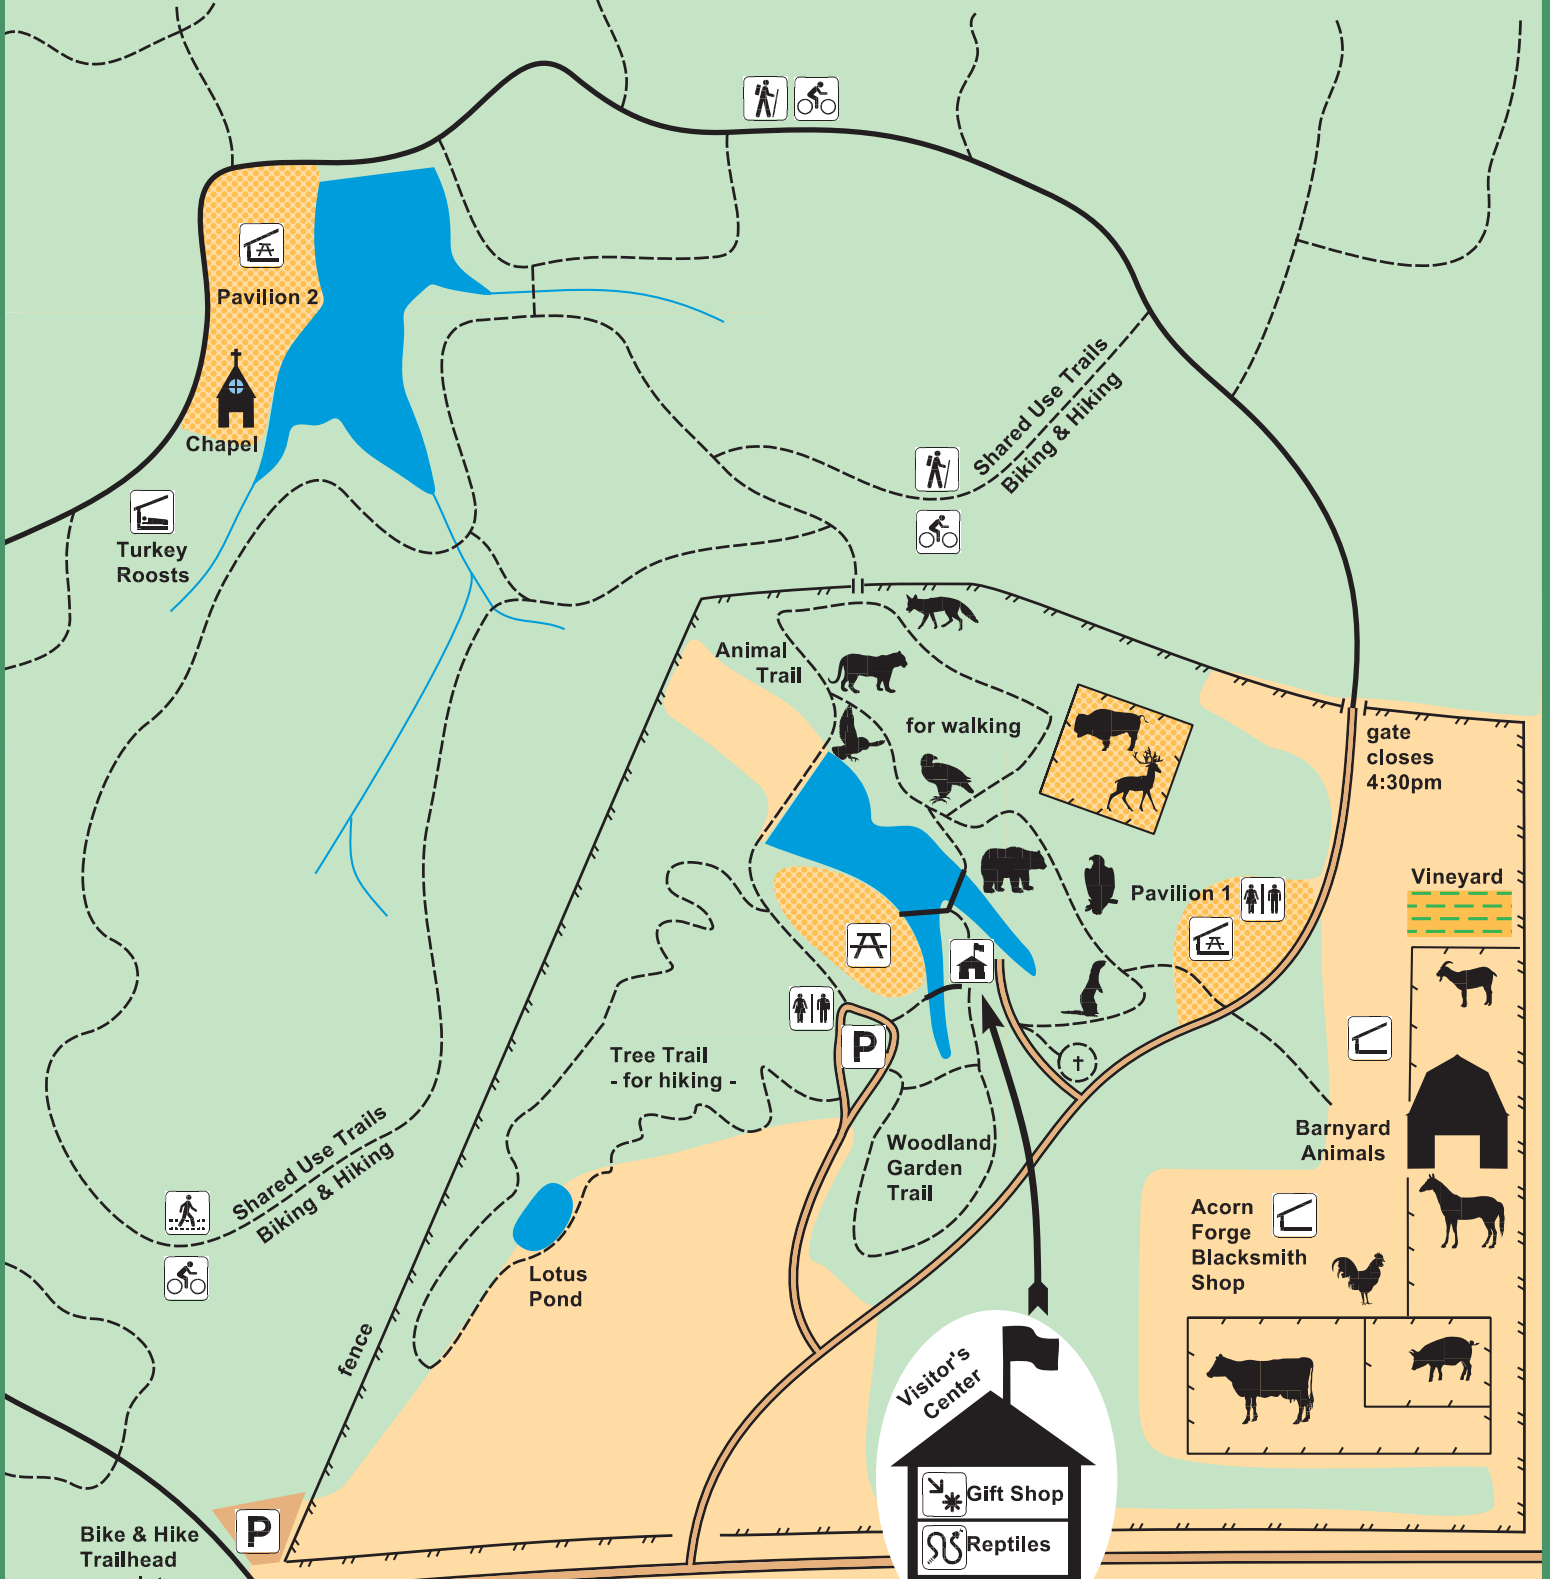 Pavilion 2
Chapel
Turkey
Roosts
Shared Use Trails
Biking & Hiking
Animal
Trail
for walking
gate
closes
4:30pm
Vineyard
Pavilion 1
P
Tree Trail
- for hiking -
Woodland
Garden
Trail
Barnyard
Animals
Acorn
Forge
Blacksmith
Shop
Shared Use Trails
Biking & Hiking
Lotus
Pond
fence
Visitor's
Center
Gift Shop
Reptiles
P
Bike & Hike
Trailhead